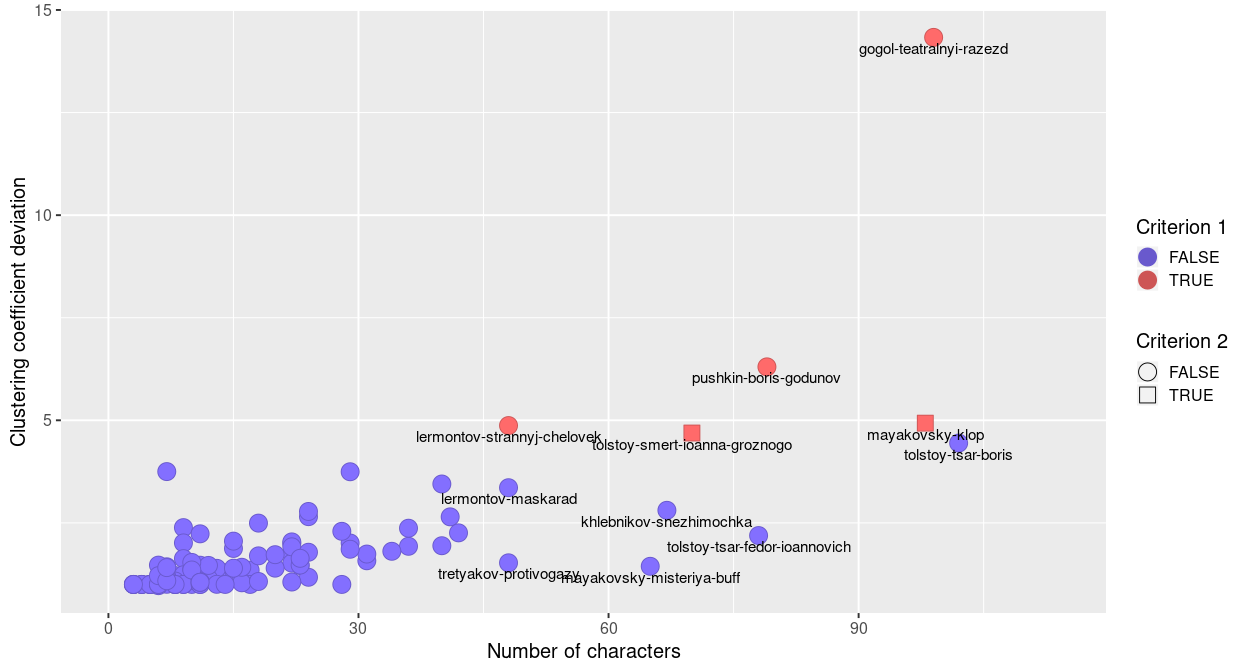 15
gogol-teatralnyi-razezd
10
Clustering coefficient deviation
Criterion 1
FALSE
TRUE
Criterion 2
FALSE
TRUE
pushkin-boris-godunov
5
lermontov-strannyj-chelovek
tolstoy-smert-ioanna-groznogo
mayakovsky-klop
tolstoy-tsar-boris
lermontov-maskarad
khlebnikov-snezhimochka
tolstoy-tsar-fedor-ioannovich
tretyakov-protivogazy
mayakovsky-misteriya-buff
0
30
60
90
Number of characters